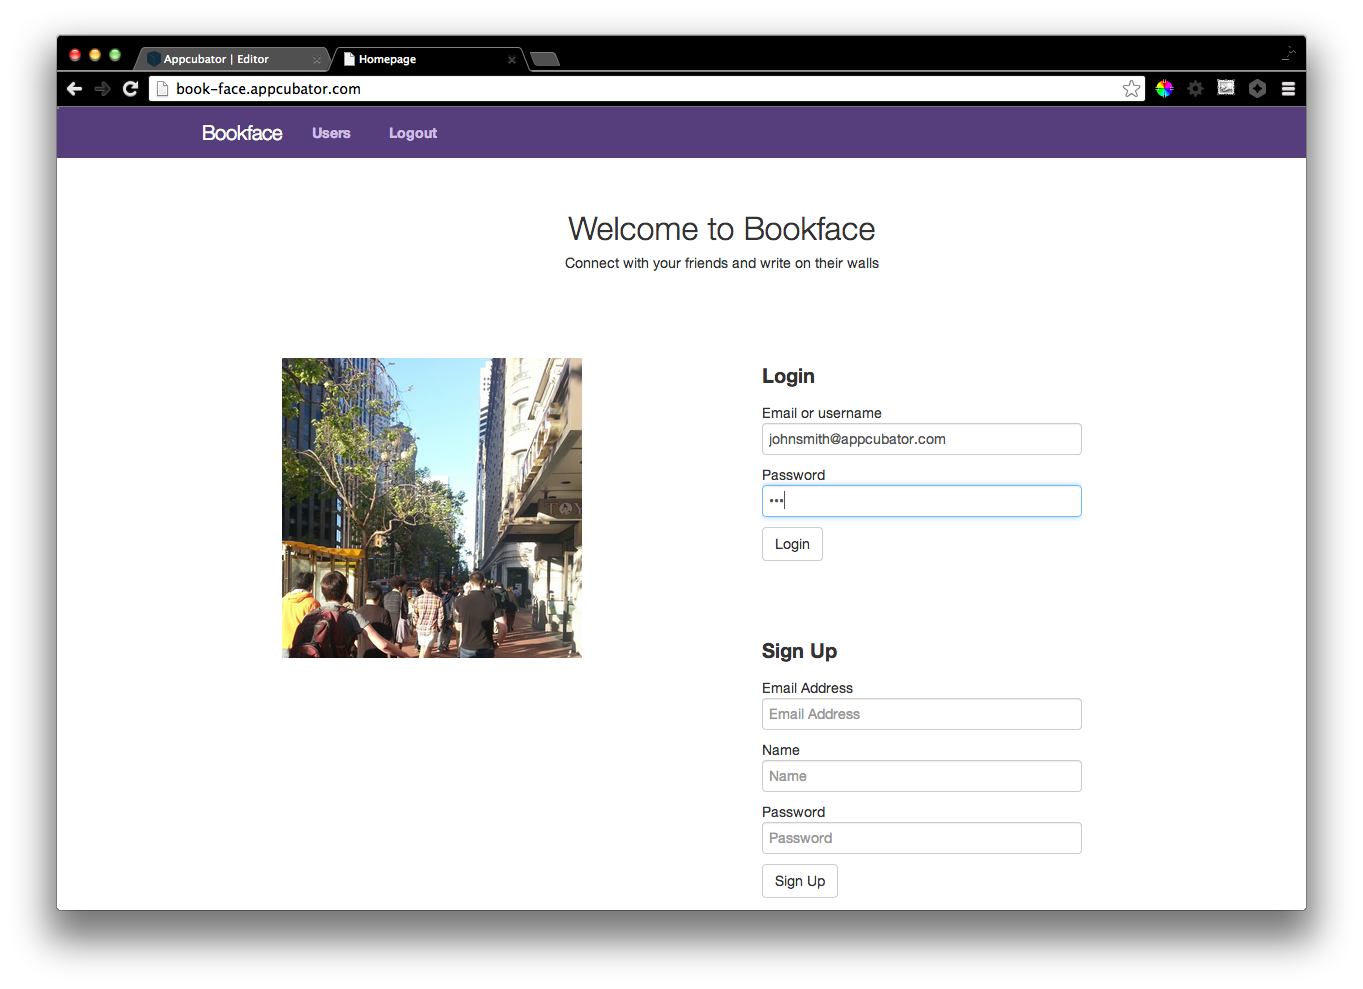 Appcubator | Editor
Homepage
book-face.appcubator.com
Bookface Users Logout
Welcome to Bookface
Connect with your friends and write on their walls
TOY
Login
Email or username
johnsmith@appcubator.com
Password
•••
Login
Sign Up
Email Address
Email Address
Name
Name
Password
Password
Sign Up